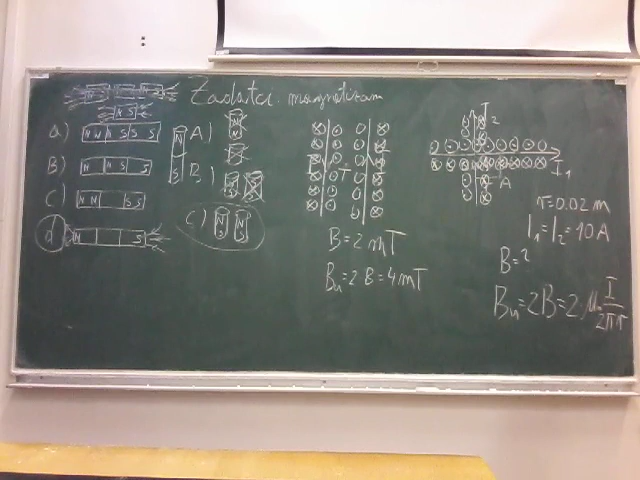 Zadatci: magnetizam
N S
a) N N N S S S
B) N N S S
C) N N S S
d) N S
N S
A) N N
B)
C) N S N S
B = 2 mT
Bu = 2 B = 4 mT
I2
I1
A
r = 0.02 m
I1 = I2 = 10 A
B = ?
Bu = 2B = 2 μ0 I / 2πr